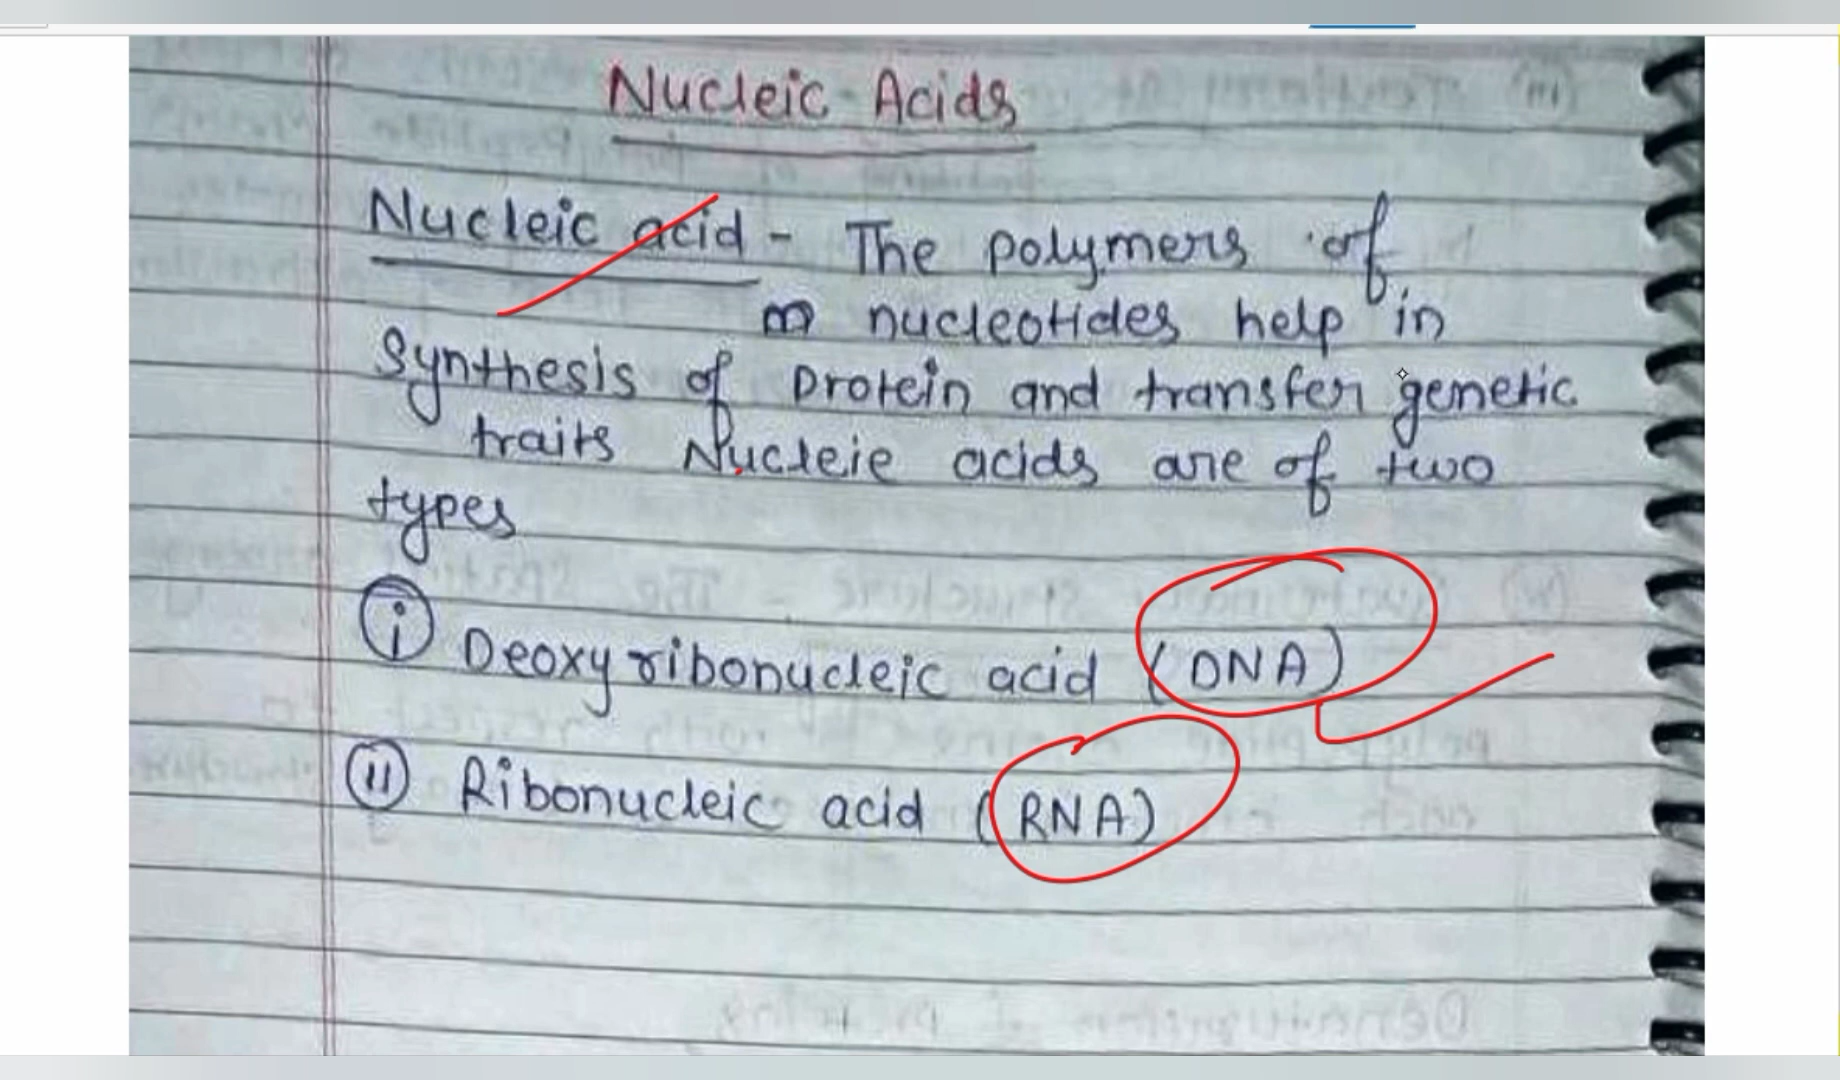 Nucleic Acids
Nucleic acid - The polymers of
nucleotides help in
Synthesis of Protein and transfer genetic
traits Nucleie acids are of two
types
(i) Deoxyribonucleic acid (DNA)
(ii) Ribonucleic acid (RNA)